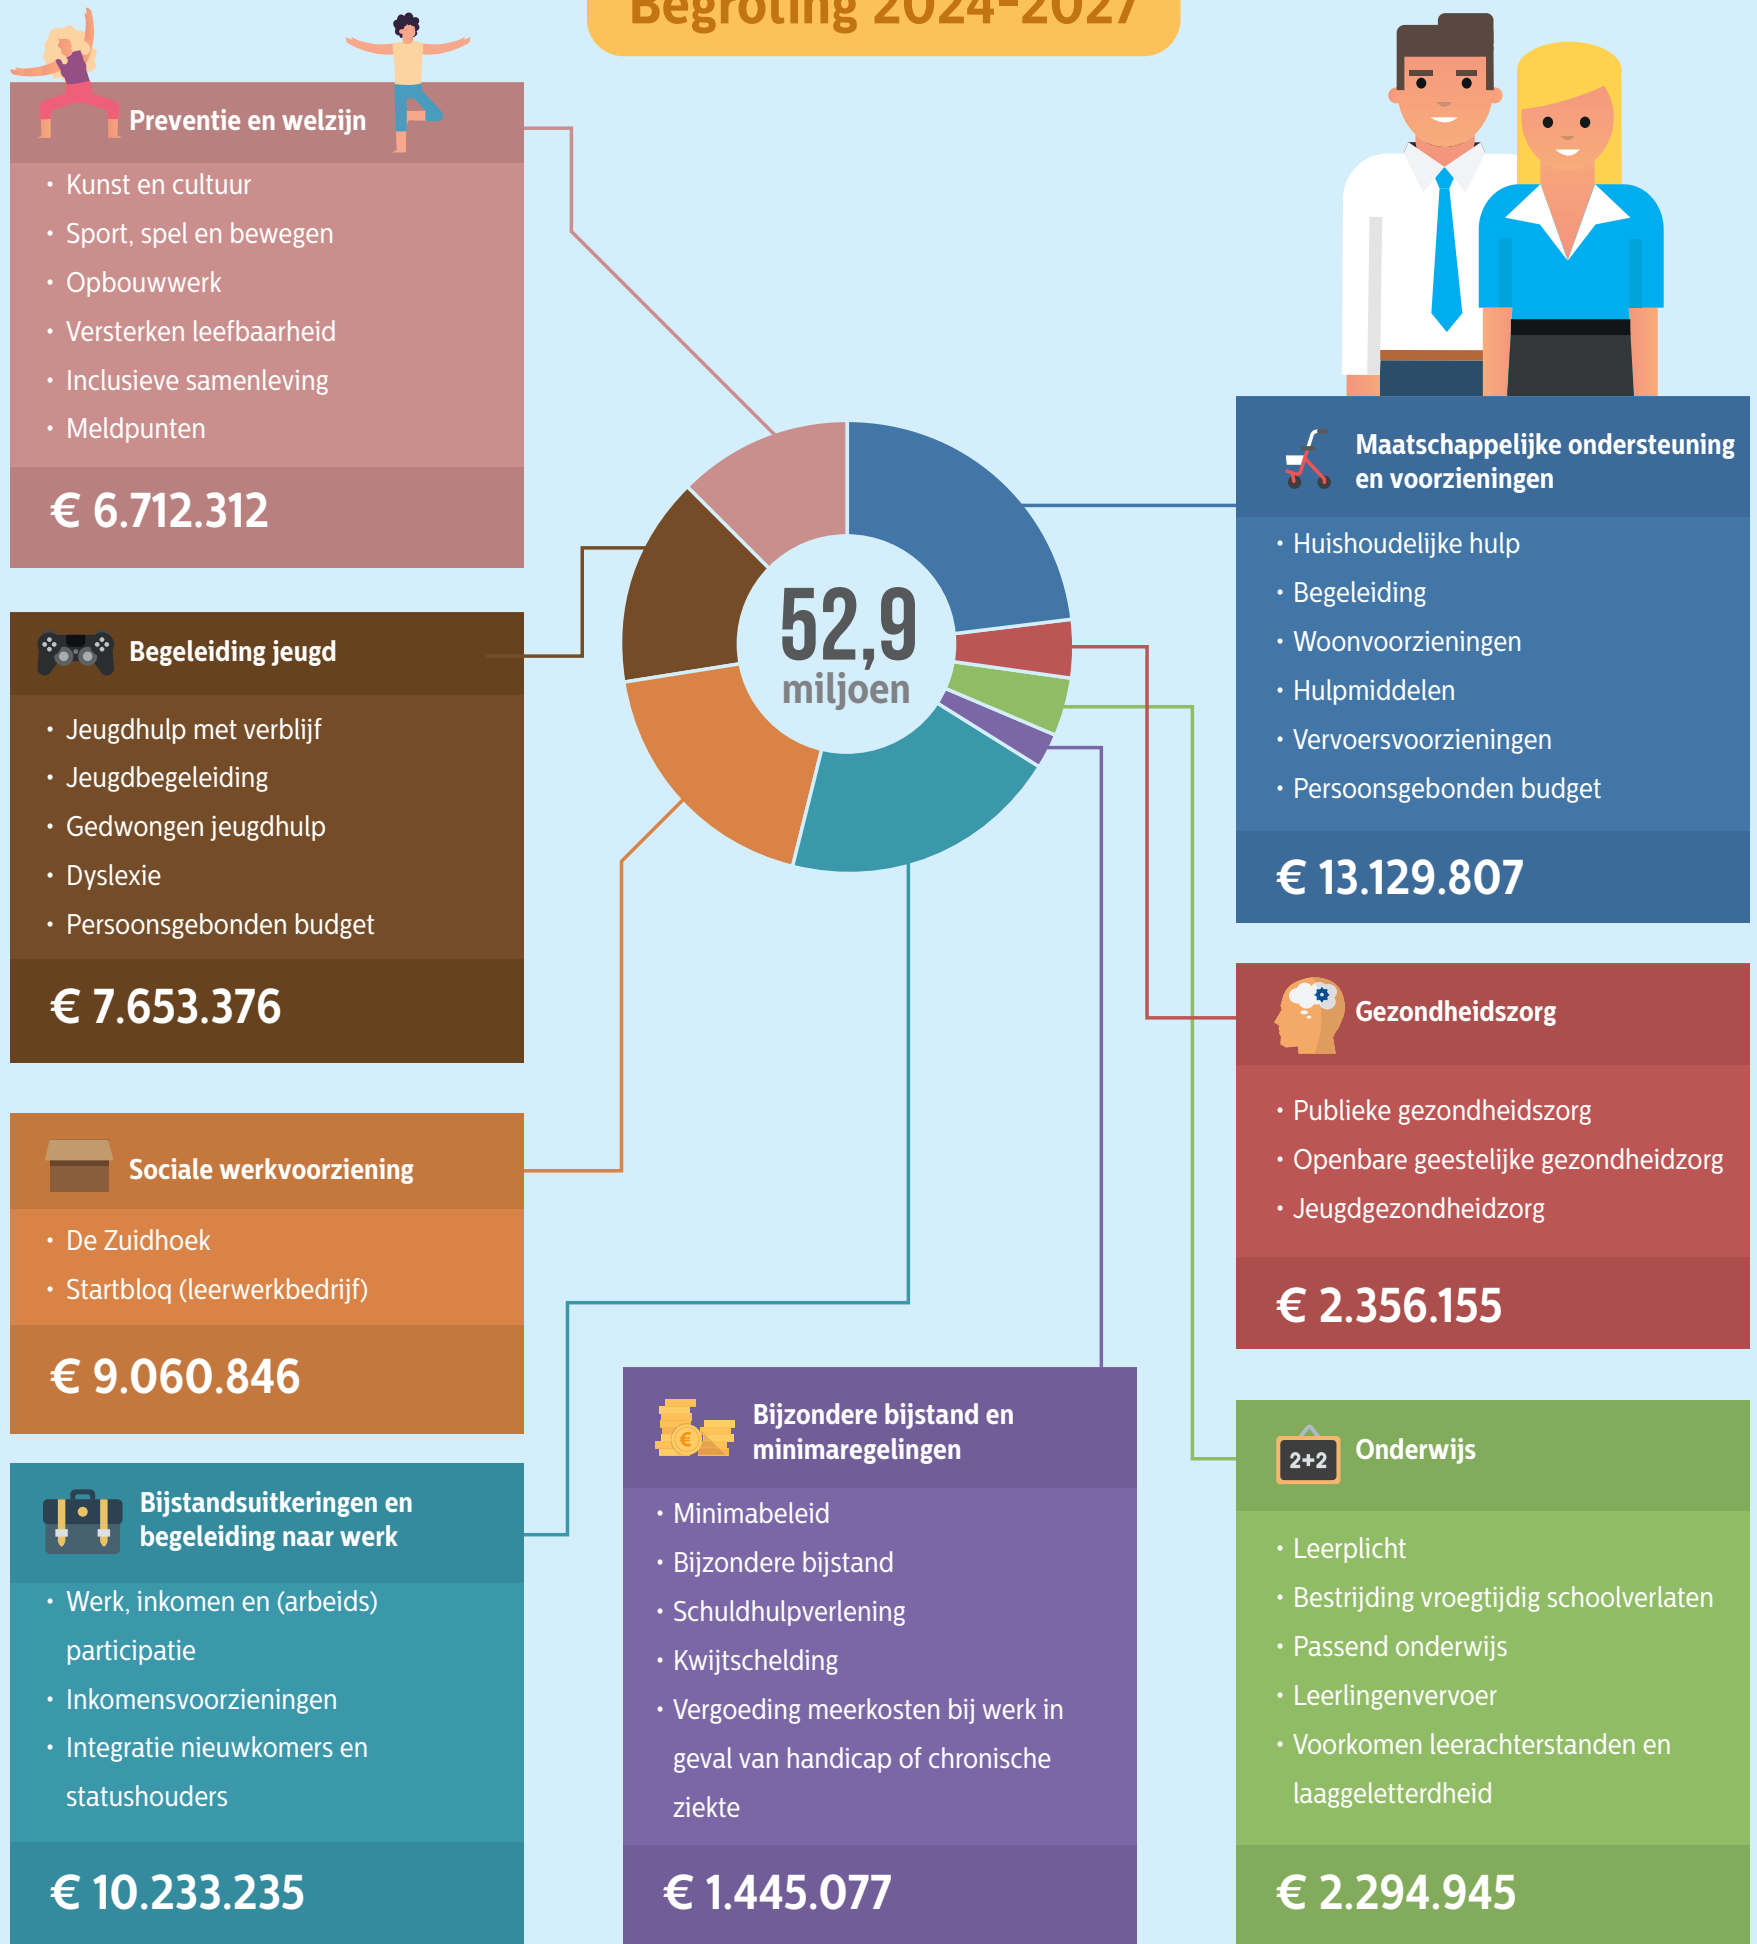 Begroting 2024-2027
Preventie en welzijn
• Kunst en cultuur
• Sport, spel en bewegen
• Opbouwwerk
• Versterken leefbaarheid
• Inclusieve samenleving
• Meldpunten
€ 6.712.312
Begeleiding jeugd
• Jeugdhulp met verblijf
• Jeugdbegeleiding
• Gedwongen jeugdhulp
• Dyslexie
• Persoonsgebonden budget
€ 7.653.376
Sociale werkvoorziening
• De Zuidhoek
• Startbloq (leerwerkbedrijf)
€ 9.060.846
Bijstandsuitkeringen en
begeleiding naar werk
• Werk, inkomen en (arbeids)
participatie
• Inkomensvoorzieningen
• Integratie nieuwkomers en
statushouders
€ 10.233.235
52,9
miljoen
€
Bijzondere bijstand en
minimaregelingen
• Minimabeleid
• Bijzondere bijstand
• Schuldhulpverlening
• Kwijtschelding
• Vergoeding meerkosten bij werk in
geval van handicap of chronische
ziekte
€ 1.445.077
Maatschappelijke ondersteuning
en voorzieningen
• Huishoudelijke hulp
• Begeleiding
• Woonvoorzieningen
• Hulpmiddelen
• Vervoersvoorzieningen
• Persoonsgebonden budget
€ 13.129.807
Gezondheidszorg
• Publieke gezondheidszorg
• Openbare geestelijke gezondheidzorg
• Jeugdgezondheidzorg
€ 2.356.155
2+2
Onderwijs
• Leerplicht
• Bestrijding vroegtijdig schoolverlaten
• Passend onderwijs
• Leerlingenvervoer
• Voorkomen leerachterstanden en
laaggeletterdheid
€ 2.294.945